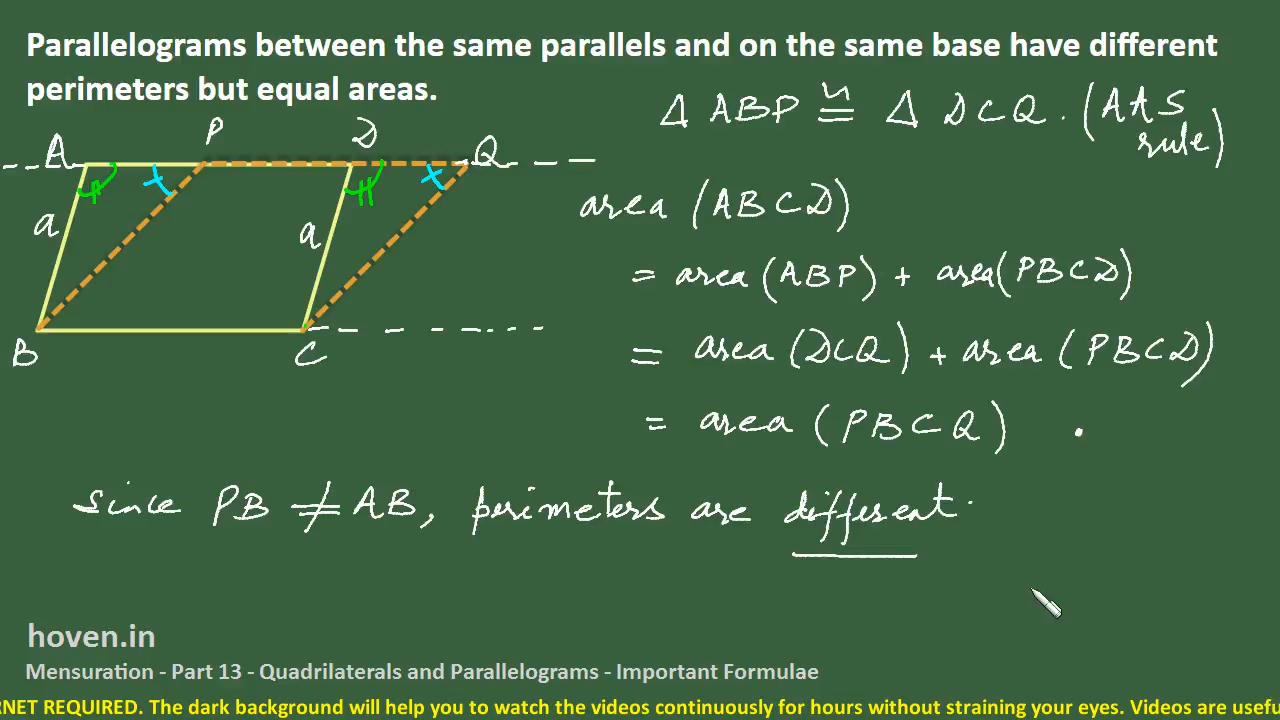 Parallelograms between the same parallels and on the same base have different
perimeters but equal areas.
Δ ABP ≅ Δ DCQ. (AAS
rule)
A P D Q
a a
B C
area (ABCD)
= area (ABP) + area(PBCD)
= area (DCQ) + area (PBCD)
= area (PBCQ) .
Since PB ≠ AB, perimeters are different.
hoven.in
Mensuration - Part 13 - Quadrilaterals and Parallelograms - Important Formulae
RNET REQUIRED. The dark background will help you to watch the videos continuously for hours without straining your eyes. Videos are usefu